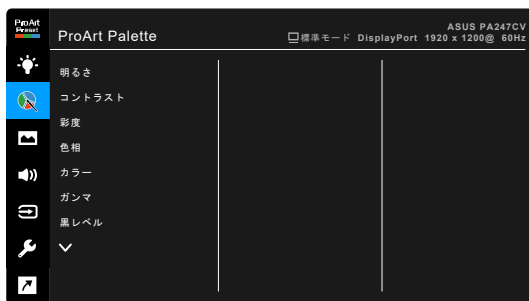 ProArt
Preset
ProArt Palette
ASUS PA247CV
標準モード DisplayPort 1920 x 1200@ 60Hz
明るさ
コントラスト
彩度
色相
カラー
ガンマ
黒レベル